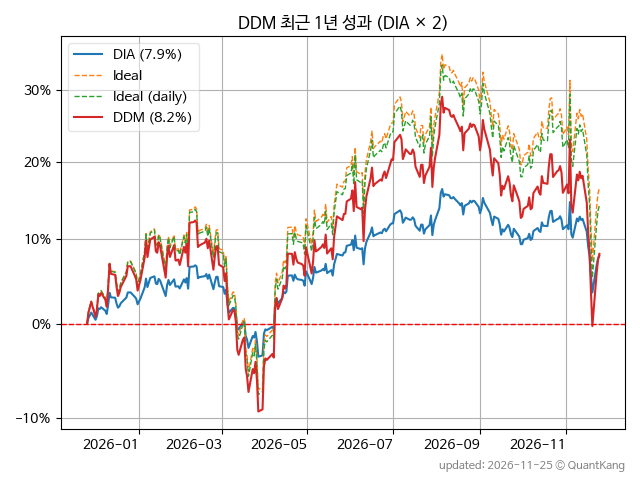 DDM 최근 1년 성과 (DIA × 2)
DIA (7.9%)
Ideal
Ideal (daily)
DDM (8.2%)
30%
20%
10%
0%
−10%
2026-01
2026-03
2026-05
2026-07
2026-09
2026-11
updated: 2026-11-25 © QuantKang